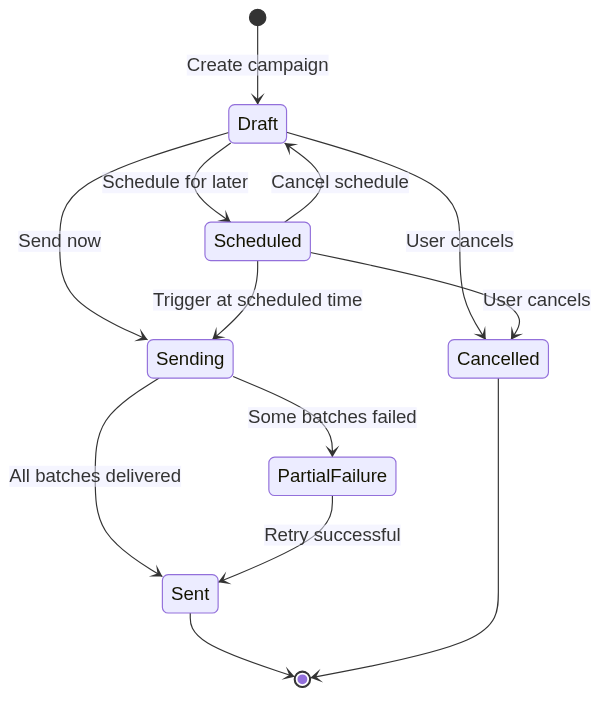 Create campaign
Draft
Schedule for later
Cancel schedule
Send now
Scheduled
User cancels
Trigger at scheduled time
User cancels
Sending
Cancelled
Some batches failed
All batches delivered
PartialFailure
Retry successful
Sent